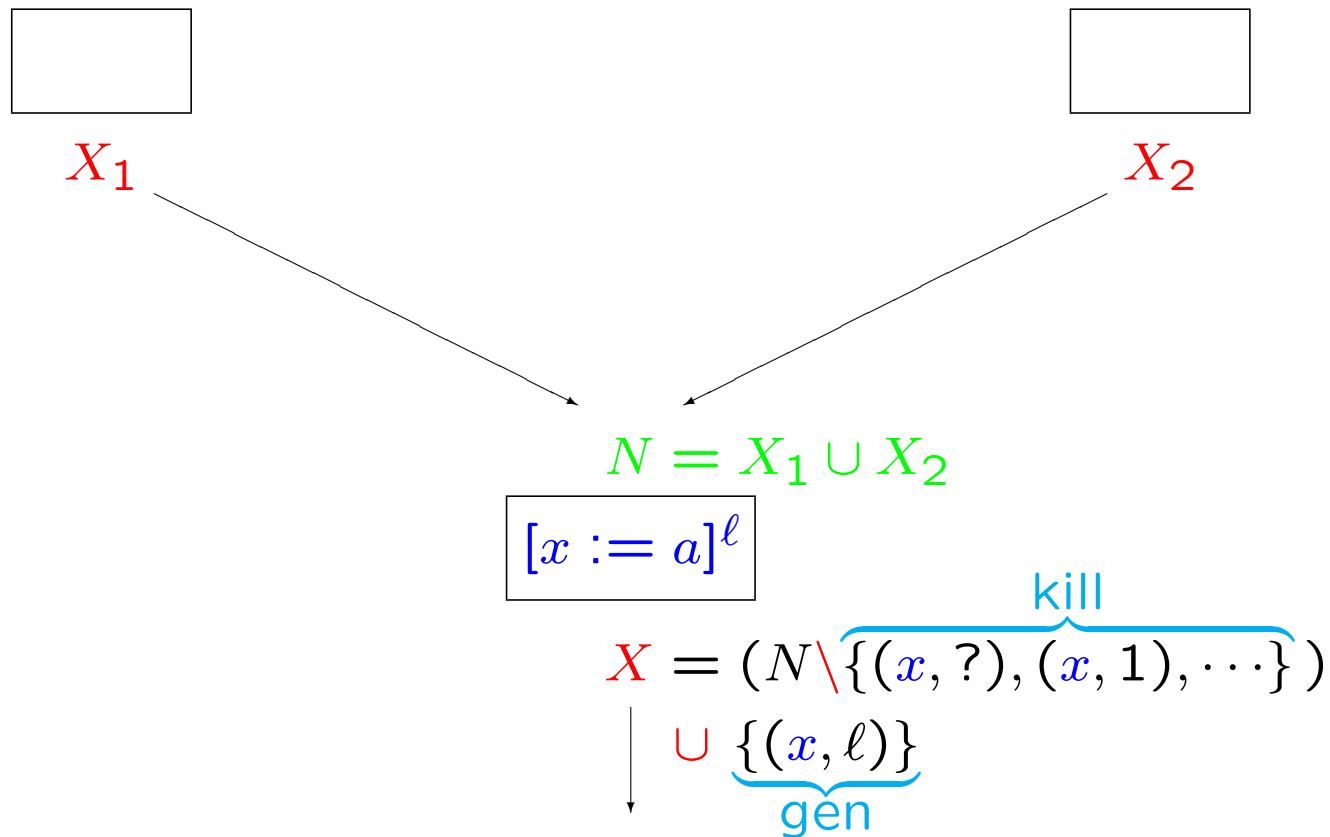 X₁ X₂
N = X₁ ∪ X₂
[x := a]^ℓ
kill
X = (N\{(x, ?), (x, 1), ⋯} )
∪ {(x, ℓ)}
gen